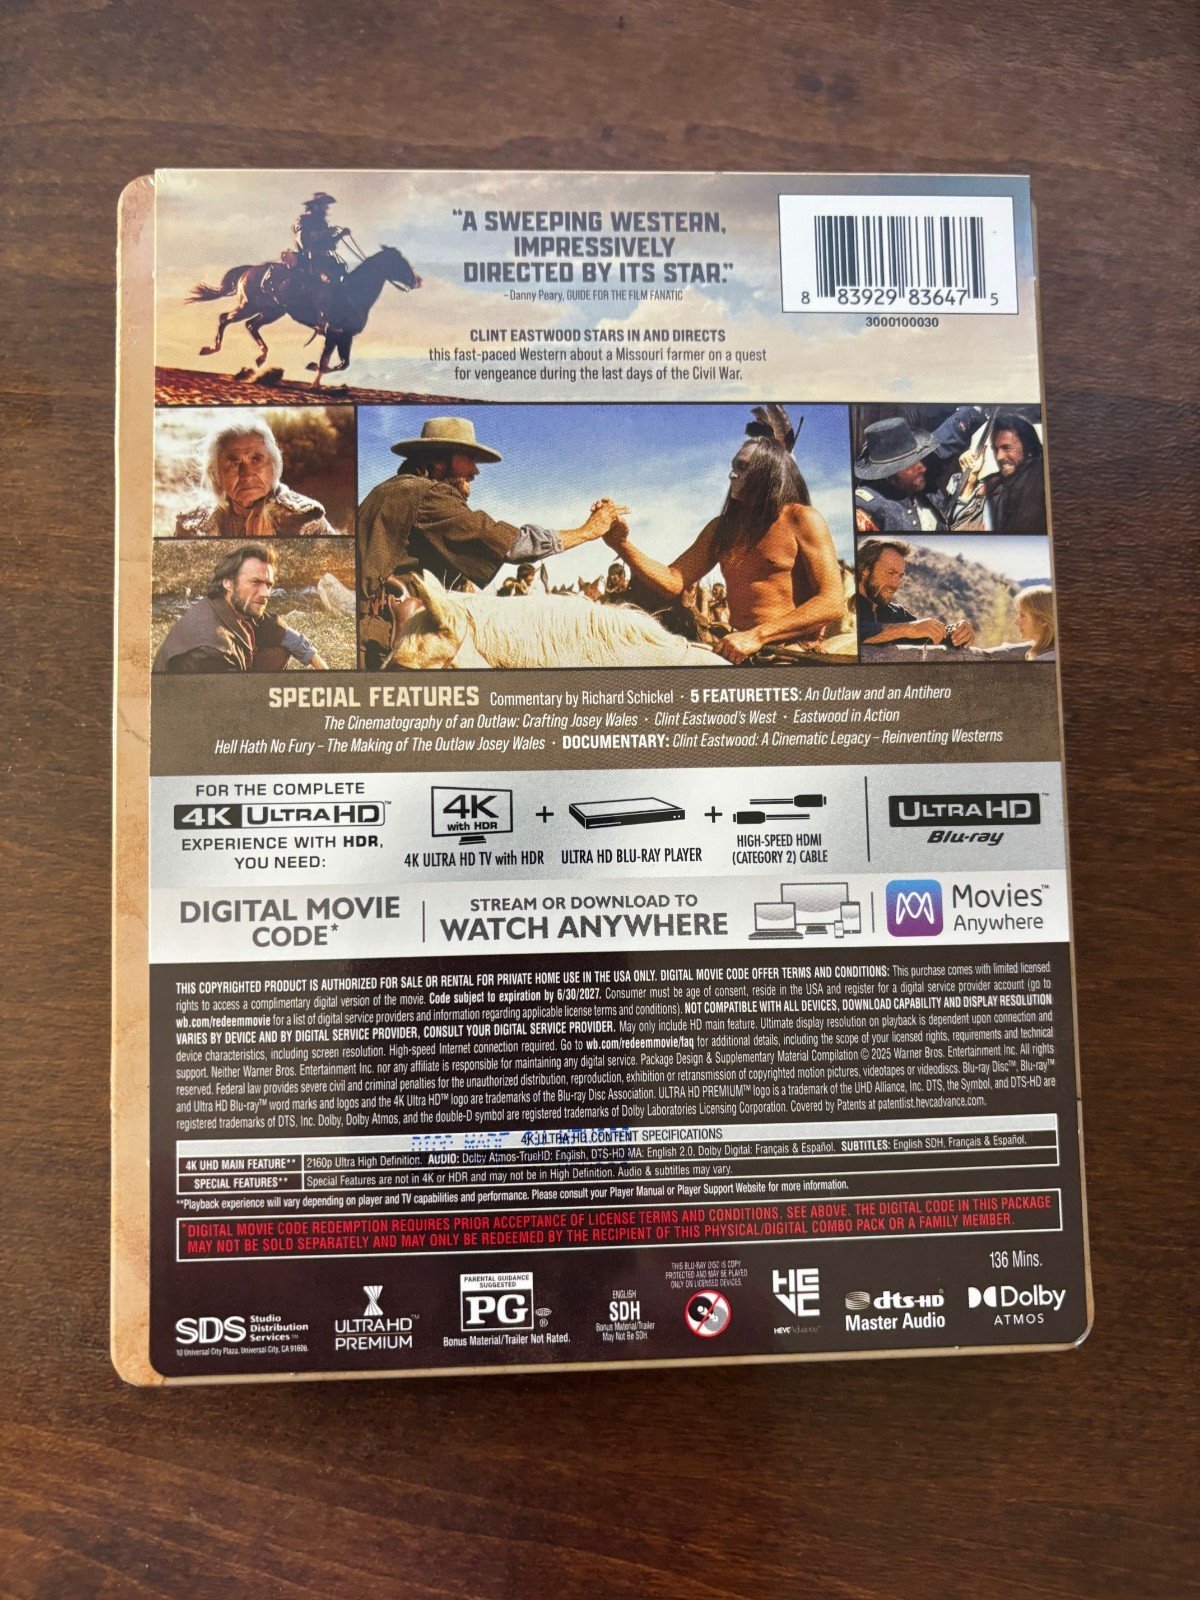 “A SWEEPING WESTERN,
IMPRESSIVELY
DIRECTED BY ITS STAR.”
– Danny Peary, GUIDE FOR THE FILM FANATIC
CLINT EASTWOOD STARS IN AND DIRECTS
this fast-paced Western about a Missouri farmer on a quest
for vengeance during the last days of the Civil War.
8 83929 83647 5
3000100030
SPECIAL FEATURES Commentary by Richard Schickel · 5 FEATURETTES: An Outlaw and an Antihero
The Cinematography of an Outlaw: Crafting Josey Wales · Clint Eastwood's West · Eastwood in Action
Hell Hath No Fury – The Making of The Outlaw Josey Wales · DOCUMENTARY: Clint Eastwood: A Cinematic Legacy – Reinventing Westerns
FOR THE COMPLETE
4K ULTRA HD™
EXPERIENCE WITH HDR,
YOU NEED:
4K
with HDR
4K ULTRA HD TV with HDR
+
ULTRA HD BLU-RAY PLAYER
+
HIGH-SPEED HDMI
(CATEGORY 2) CABLE
ULTRA HD™
Blu-ray
DIGITAL MOVIE
CODE*
STREAM OR DOWNLOAD TO
WATCH ANYWHERE
Movies™
Anywhere
THIS COPYRIGHTED PRODUCT IS AUTHORIZED FOR SALE OR RENTAL FOR PRIVATE HOME USE IN THE USA ONLY. DIGITAL MOVIE CODE OFFER TERMS AND CONDITIONS: This purchase comes with limited licensed
rights to access a complimentary digital version of the movie. Code subject to expiration by 6/30/2027. Consumer must be age of consent, reside in the USA and register for a digital service provider account (go to
wb.com/redeemmovie for a list of digital service providers and information regarding applicable license terms and conditions). NOT COMPATIBLE WITH ALL DEVICES, DOWNLOAD CAPABILITY AND DISPLAY RESOLUTION
VARIES BY DEVICE AND BY DIGITAL SERVICE PROVIDER, CONSULT YOUR DIGITAL SERVICE PROVIDER. May only include HD main feature. Ultimate display resolution on playback is dependent upon connection and
device characteristics, including screen resolution. High-speed Internet connection required. Go to wb.com/redeemmovie/faq for additional details, including the scope of your licensed rights, requirements and technical
support. Neither Warner Bros. Entertainment Inc. nor any affiliate is responsible for maintaining any digital service. Package Design & Supplementary Material Compilation © 2025 Warner Bros. Entertainment Inc. All rights
reserved. Federal law provides severe civil and criminal penalties for the unauthorized distribution, reproduction, exhibition or retransmission of copyrighted motion pictures, videotapes or videodiscs. Blu-ray Disc™, Blu-ray™
and Ultra HD Blu-ray™ word marks and logos and the 4K Ultra HD™ logo are trademarks of the Blu-ray Disc Association. ULTRA HD PREMIUM™ logo is a trademark of the UHD Alliance, Inc. DTS, the Symbol, and DTS-HD are
registered trademarks of DTS, Inc. Dolby, Dolby Atmos, and the double-D symbol are registered trademarks of Dolby Laboratories Licensing Corporation. Covered by Patents at patentlist.hevcadvance.com.
4K ULTRA HD CONTENT SPECIFICATIONS
4K UHD MAIN FEATURE** 2160p Ultra High Definition. AUDIO: Dolby Atmos-TrueHD: English, DTS-HD MA: English 2.0, Dolby Digital: Français & Español. SUBTITLES: English SDH, Français & Español.
SPECIAL FEATURES** Special Features are not in 4K or HDR and may not be in High Definition. Audio & subtitles may vary.
**Playback experience will vary depending on player and TV capabilities and performance. Please consult your Player Manual or Player Support Website for more information.
*DIGITAL MOVIE CODE REDEMPTION REQUIRES PRIOR ACCEPTANCE OF LICENSE TERMS AND CONDITIONS. SEE ABOVE. THE DIGITAL CODE IN THIS PACKAGE
MAY NOT BE SOLD SEPARATELY AND MAY ONLY BE REDEEMED BY THE RECIPIENT OF THIS PHYSICAL/DIGITAL COMBO PACK OR A FAMILY MEMBER.
136 Mins.
SDS Studio
Distribution
Services™
10 Universal City Plaza, Universal City, CA 91608.
ULTRA HD™
PREMIUM
PARENTAL GUIDANCE
SUGGESTED
PG ®
Bonus Material/Trailer Not Rated.
ENGLISH
SDH
Bonus Material/Trailer
May Not Be SDH.
THIS BLU-RAY DISC IS COPY
PROTECTED AND MAY BE PLAYED
ONLY ON LICENSED DEVICES.
HEVC
HEVC Advance™
dts-HD
Master Audio
Dolby
ATMOS